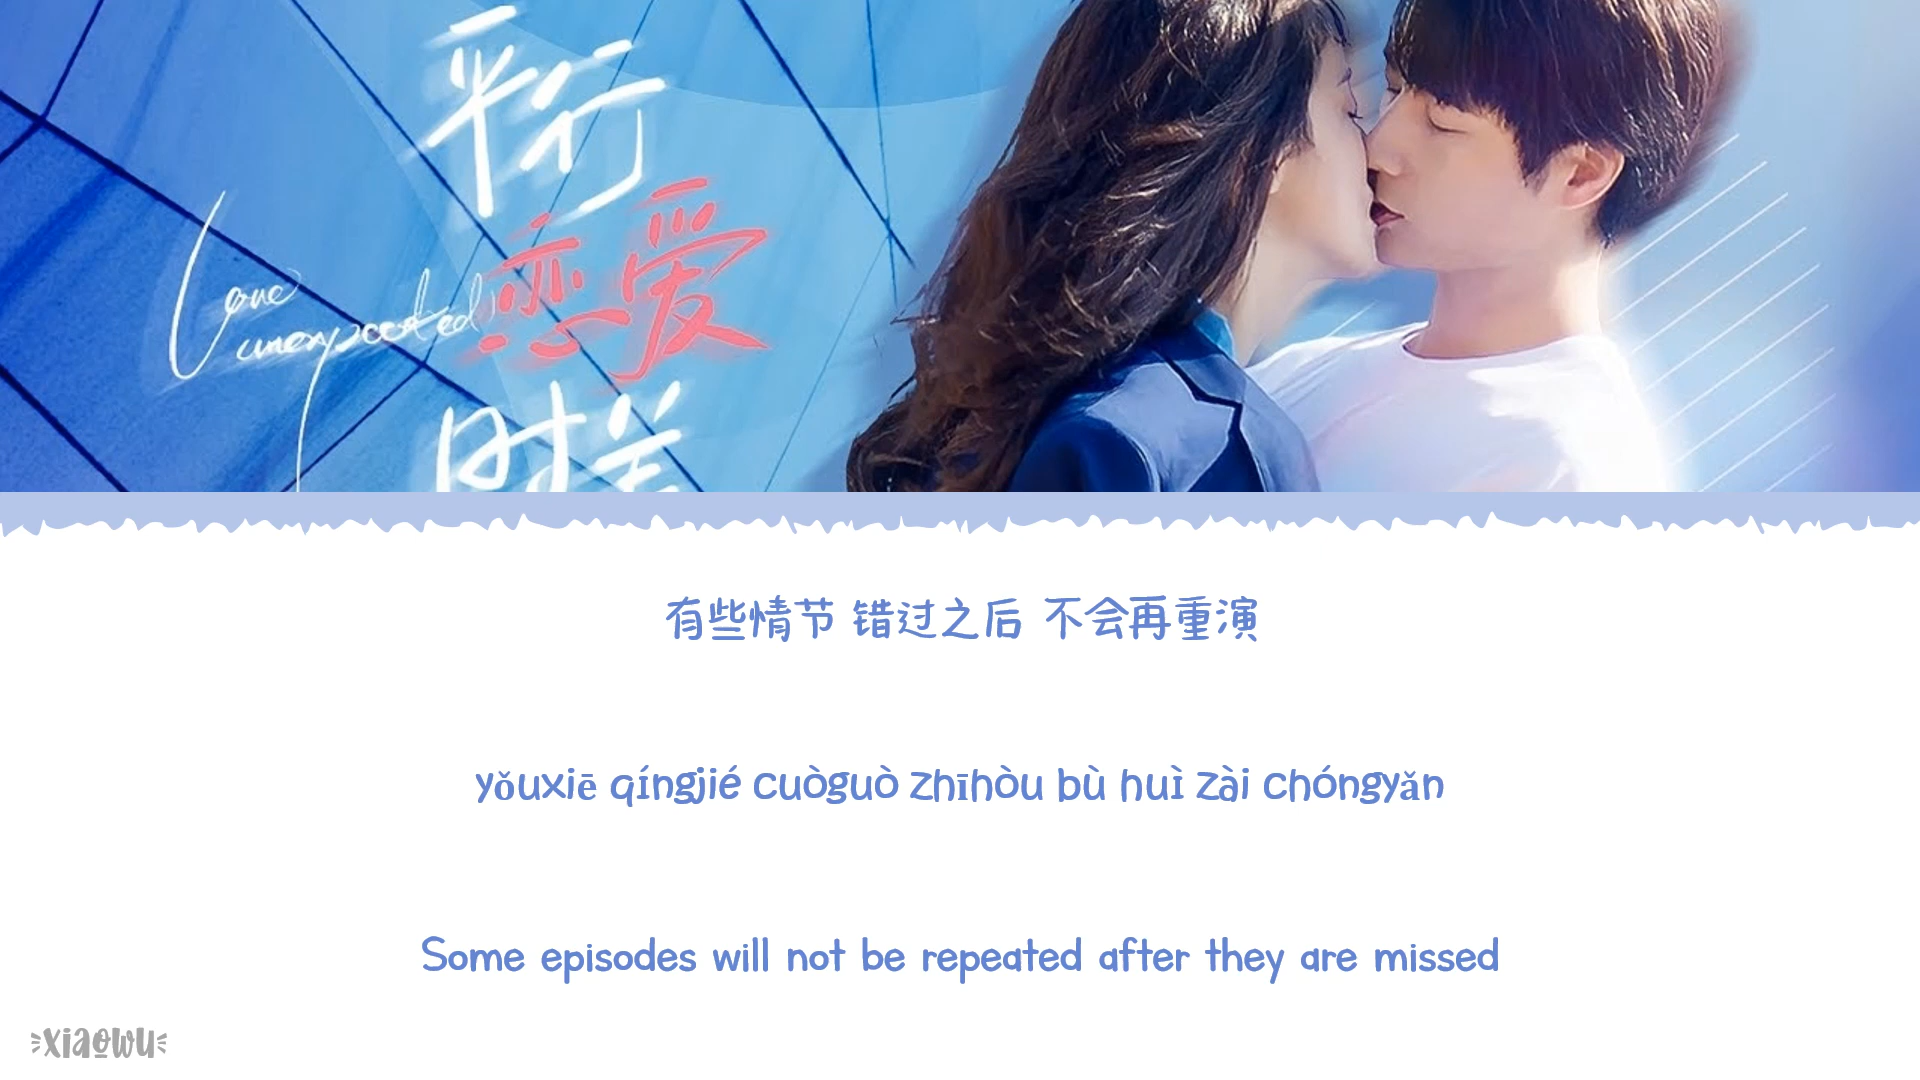 平行
恋爱
时差
Love
unexpected
有些情节 错过之后 不会再重演
yǒuxiē qíngjié cuòguò zhīhòu bù huì zài chóngyǎn
Some episodes will not be repeated after they are missed
xiaowu